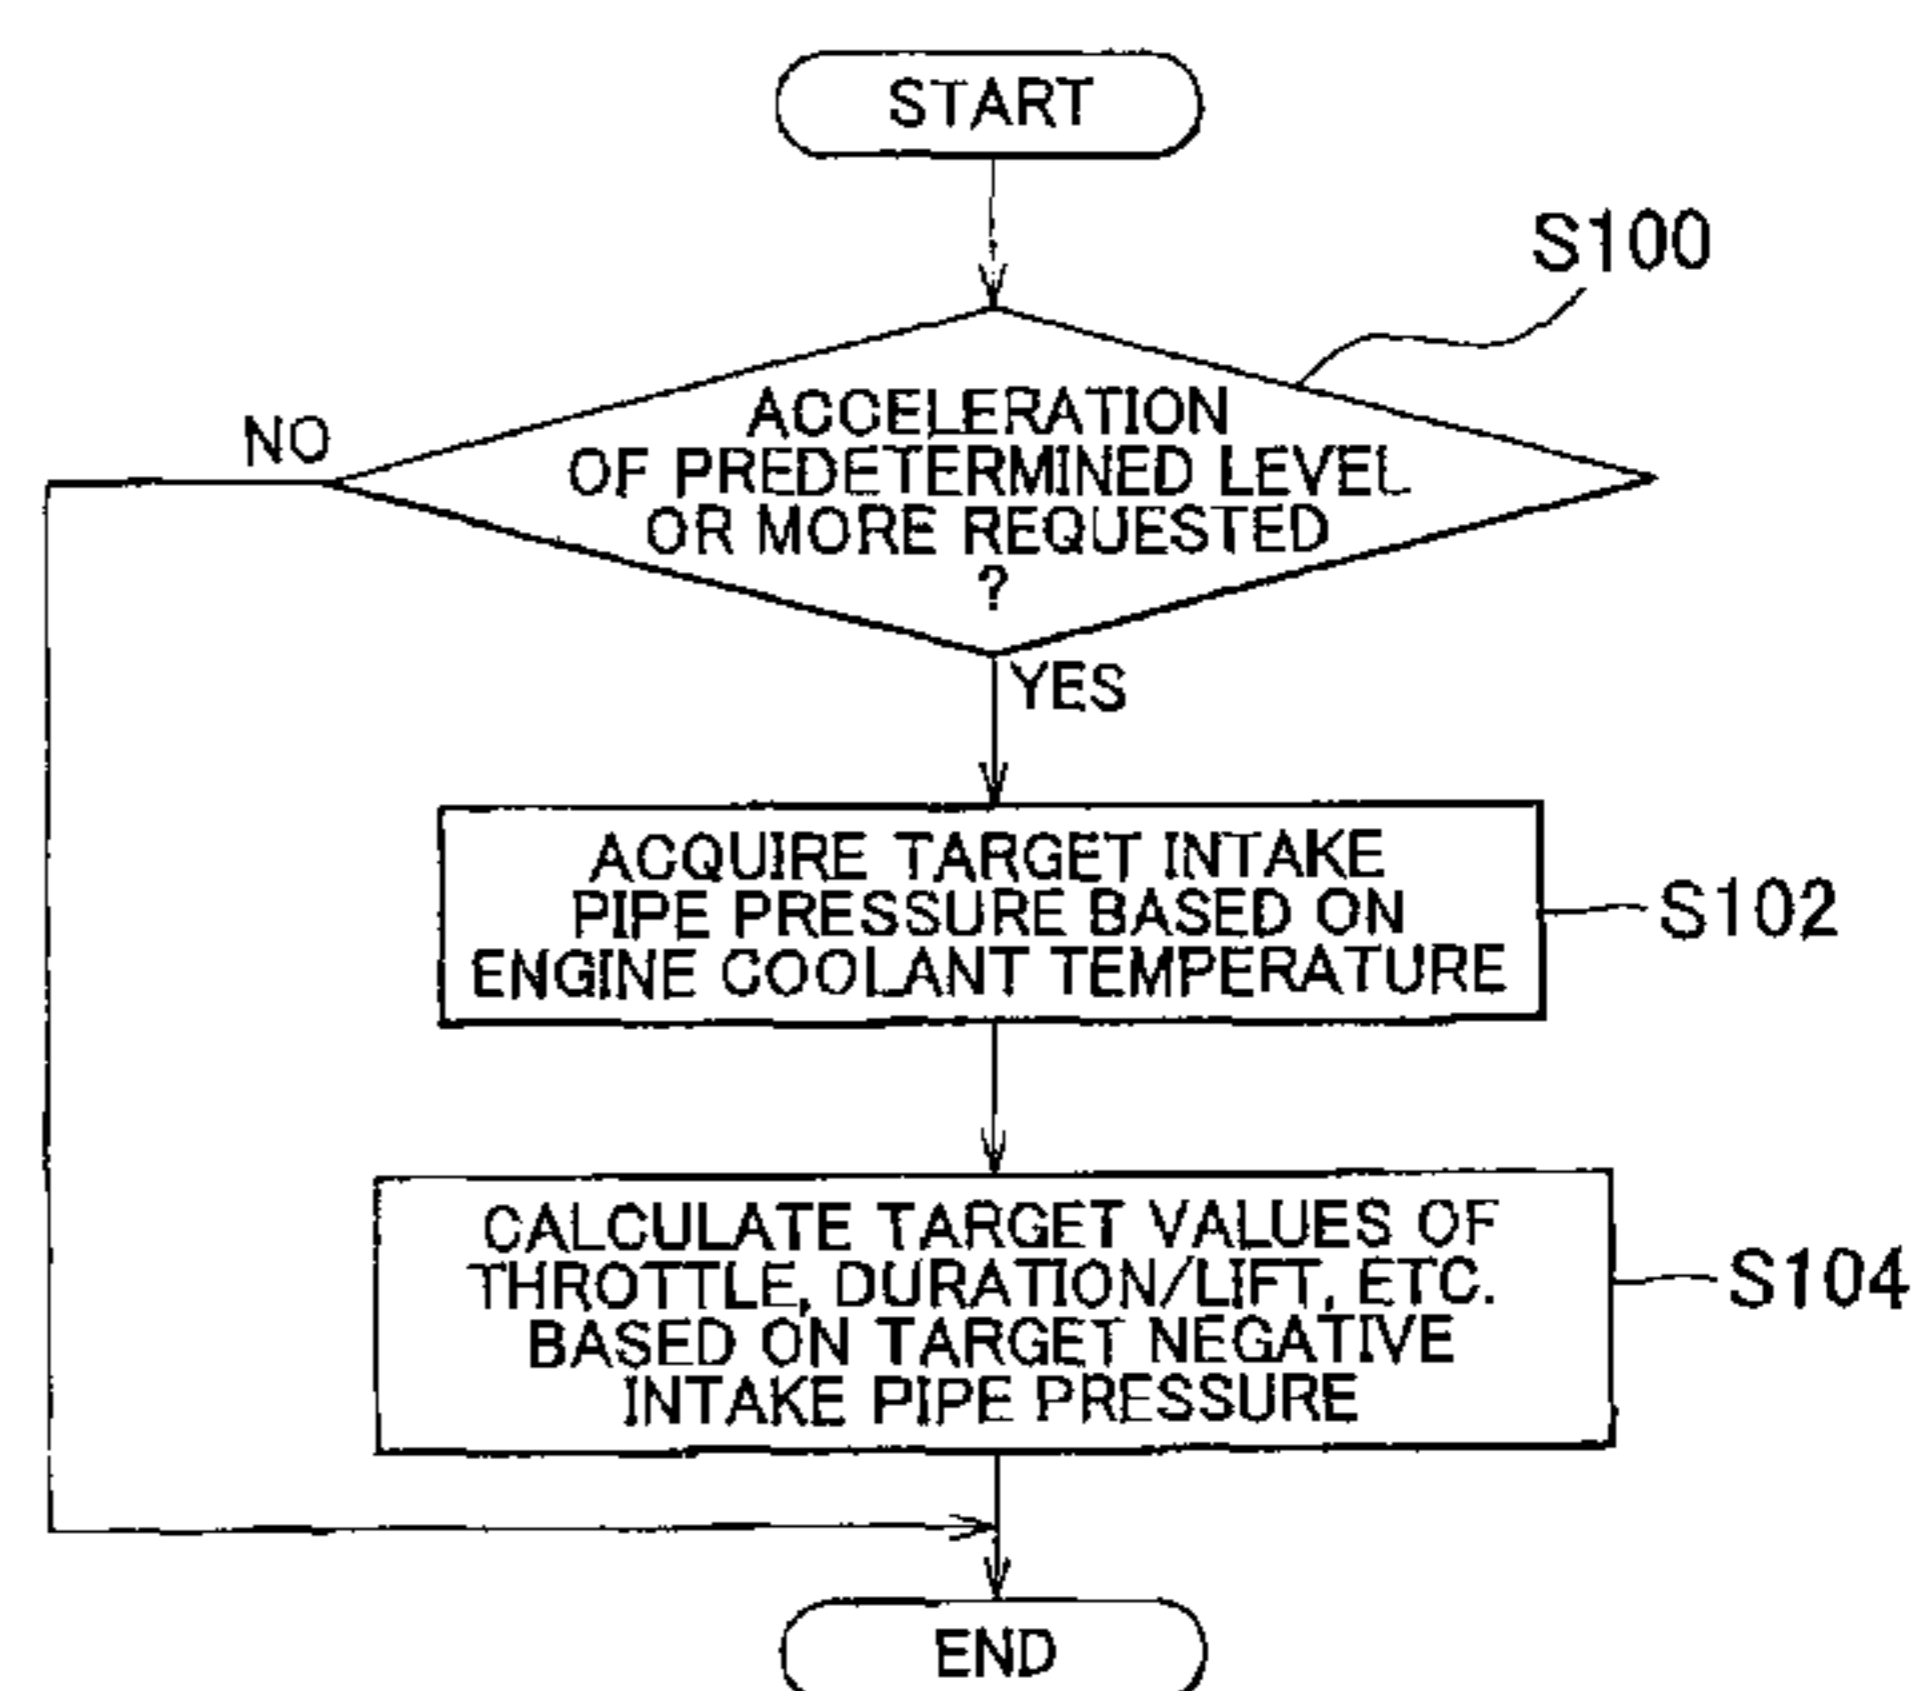 START
S100
ACCELERATION
OF PREDETERMINED LEVEL
OR MORE REQUESTED
?
NO
YES
ACQUIRE TARGET INTAKE
PIPE PRESSURE BASED ON
ENGINE COOLANT TEMPERATURE
S102
CALCULATE TARGET VALUES OF
THROTTLE, DURATION/LIFT, ETC.
BASED ON TARGET NEGATIVE
INTAKE PIPE PRESSURE
S104
END